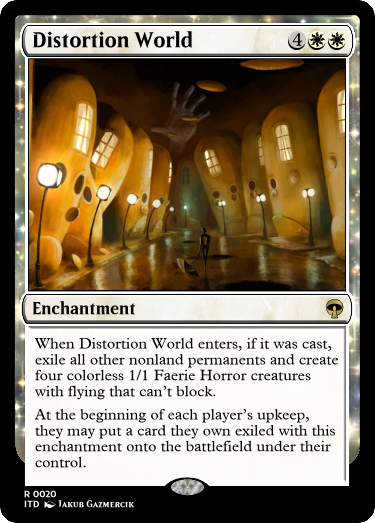 Distortion World 4
Enchantment
When Distortion World enters, if it was cast,
exile all other nonland permanents and create
four colorless 1/1 Faerie Horror creatures
with flying that can't block.
At the beginning of each player's upkeep,
they may put a card they own exiled with this
enchantment onto the battlefield under their
control.
R 0020
ITD Jakub Gazmercik